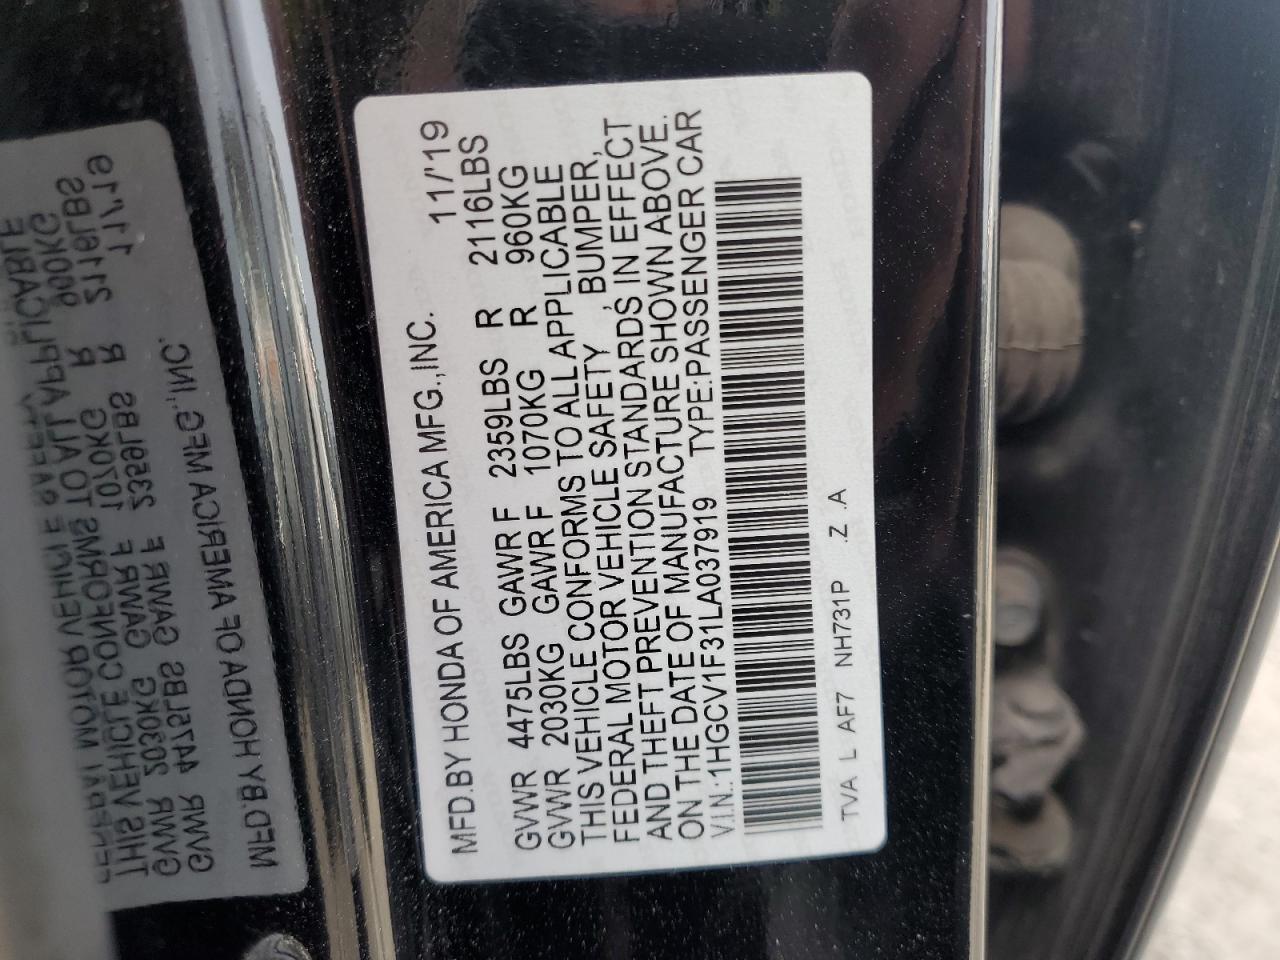 MFD.BY HONDA OF AMERICA MFG.,INC. 11/'19
GVWR 4475LBS GAWR F 2359LBS R 2116LBS
GVWR 2030KG GAWR F 1070KG R 960KG
THIS VEHICLE CONFORMS TO ALL APPLICABLE
FEDERAL MOTOR VEHICLE SAFETY, BUMPER,
AND THEFT PREVENTION STANDARDS IN EFFECT
ON THE DATE OF MANUFACTURE SHOWN ABOVE.
V.I.N.:1HGCV1F31LA037919 TYPE:PASSENGER CAR
TVA L AF7 NH731P .Z .A